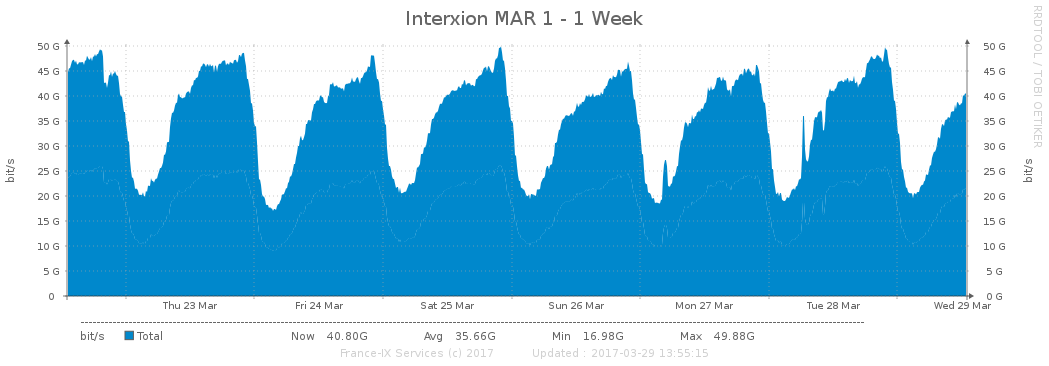 Interxion MAR 1 - 1 Week
RRDTOOL / TOBI OETIKER
bit/s
50 G
45 G
40 G
35 G
30 G
25 G
20 G
15 G
10 G
5 G
0
50 G
45 G
40 G
35 G
30 G
25 G
20 G
15 G
10 G
5 G
0 G
bit/s
Thu 23 Mar Fri 24 Mar Sat 25 Mar Sun 26 Mar Mon 27 Mar Tue 28 Mar Wed 29 Mar
bit/s Total Now 40.80G Avg 35.66G Min 16.98G Max 49.88G
France-IX Services (c) 2017 Updated : 2017-03-29 13:55:15